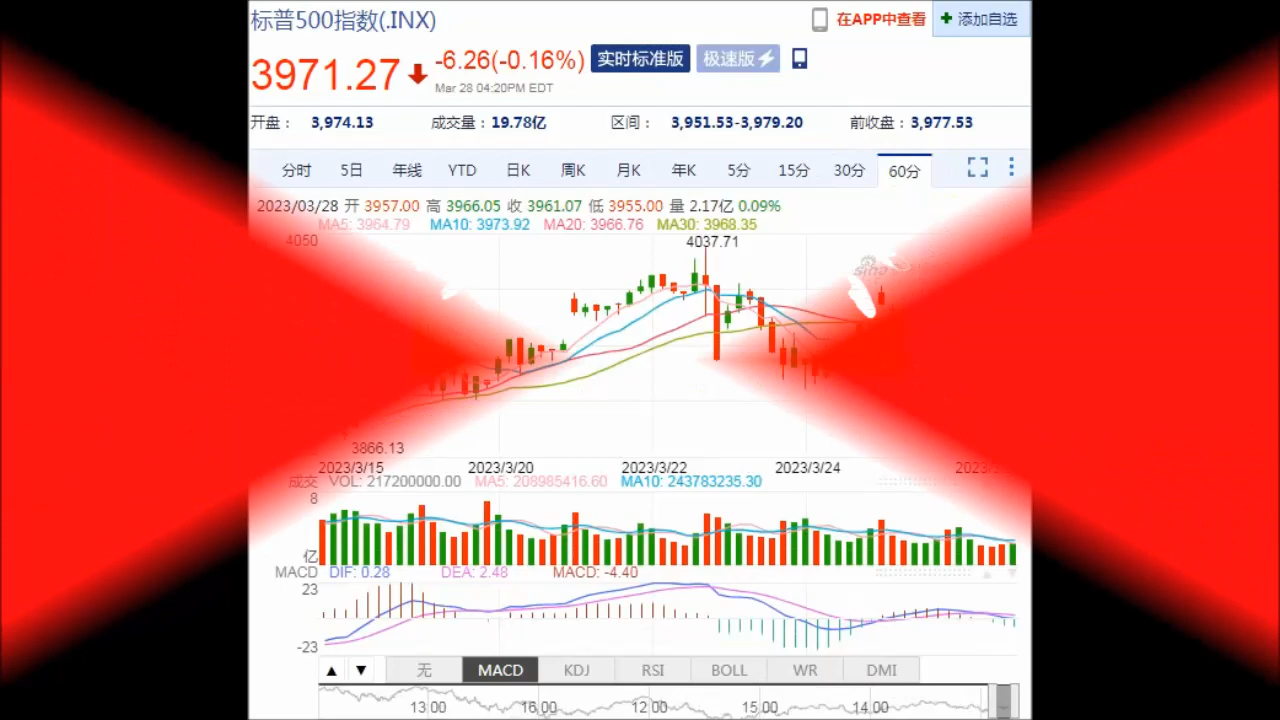 标普500指数(.INX)
在APP中查看
添加自选
3971.27
-6.26(-0.16%)
实时标准版
极速版
Mar 28 04:20PM EDT
开盘： 3,974.13 成交量：19.78亿 区间： 3,951.53-3,979.20 前收盘：3,977.53
分时 5日 年线 YTD 日K 周K 月K 年K 5分 15分 30分 60分
2023/03/28 开 3957.00 高 3966.05 收 3961.07 低 3955.00 量 2.17亿 0.09%
MA5: 3964.79 MA10: 3973.92 MA20: 3966.76 MA30: 3968.35
4050
4037.71
3866.13
2023/3/15 2023/3/20 2023/3/22 2023/3/24
成交 VOL: 217200000.00 MA5: 208985416.60 MA10: 243783235.30
8
亿
MACD DIF: 0.28 DEA: 2.48 MACD: -4.40
23
-23
▲ ▼ 无 MACD KDJ RSI BOLL WR DMI
13:00 16:00 12:00 15:00 14:00